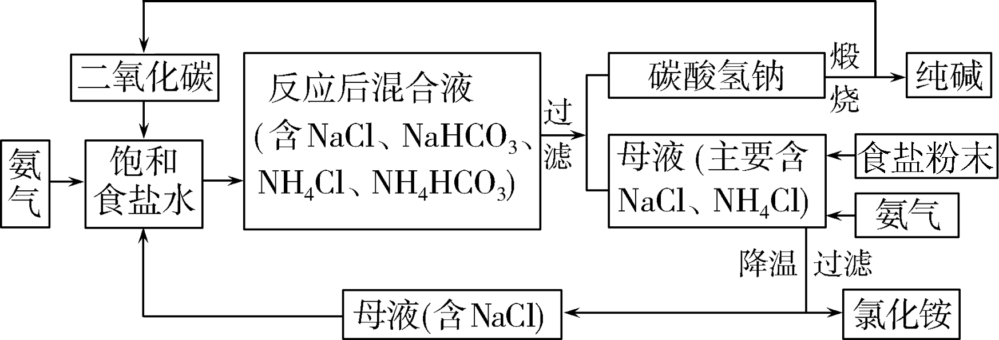 二氧化碳
氨
气
饱和
食盐水
反应后混合液
(含NaCl、NaHCO3、
NH4Cl、NH4HCO3)
过
滤
碳酸氢钠
煅
烧
纯碱
母液(主要含
NaCl、NH4Cl)
食盐粉末
氨气
降温
过滤
母液(含NaCl)
氯化铵